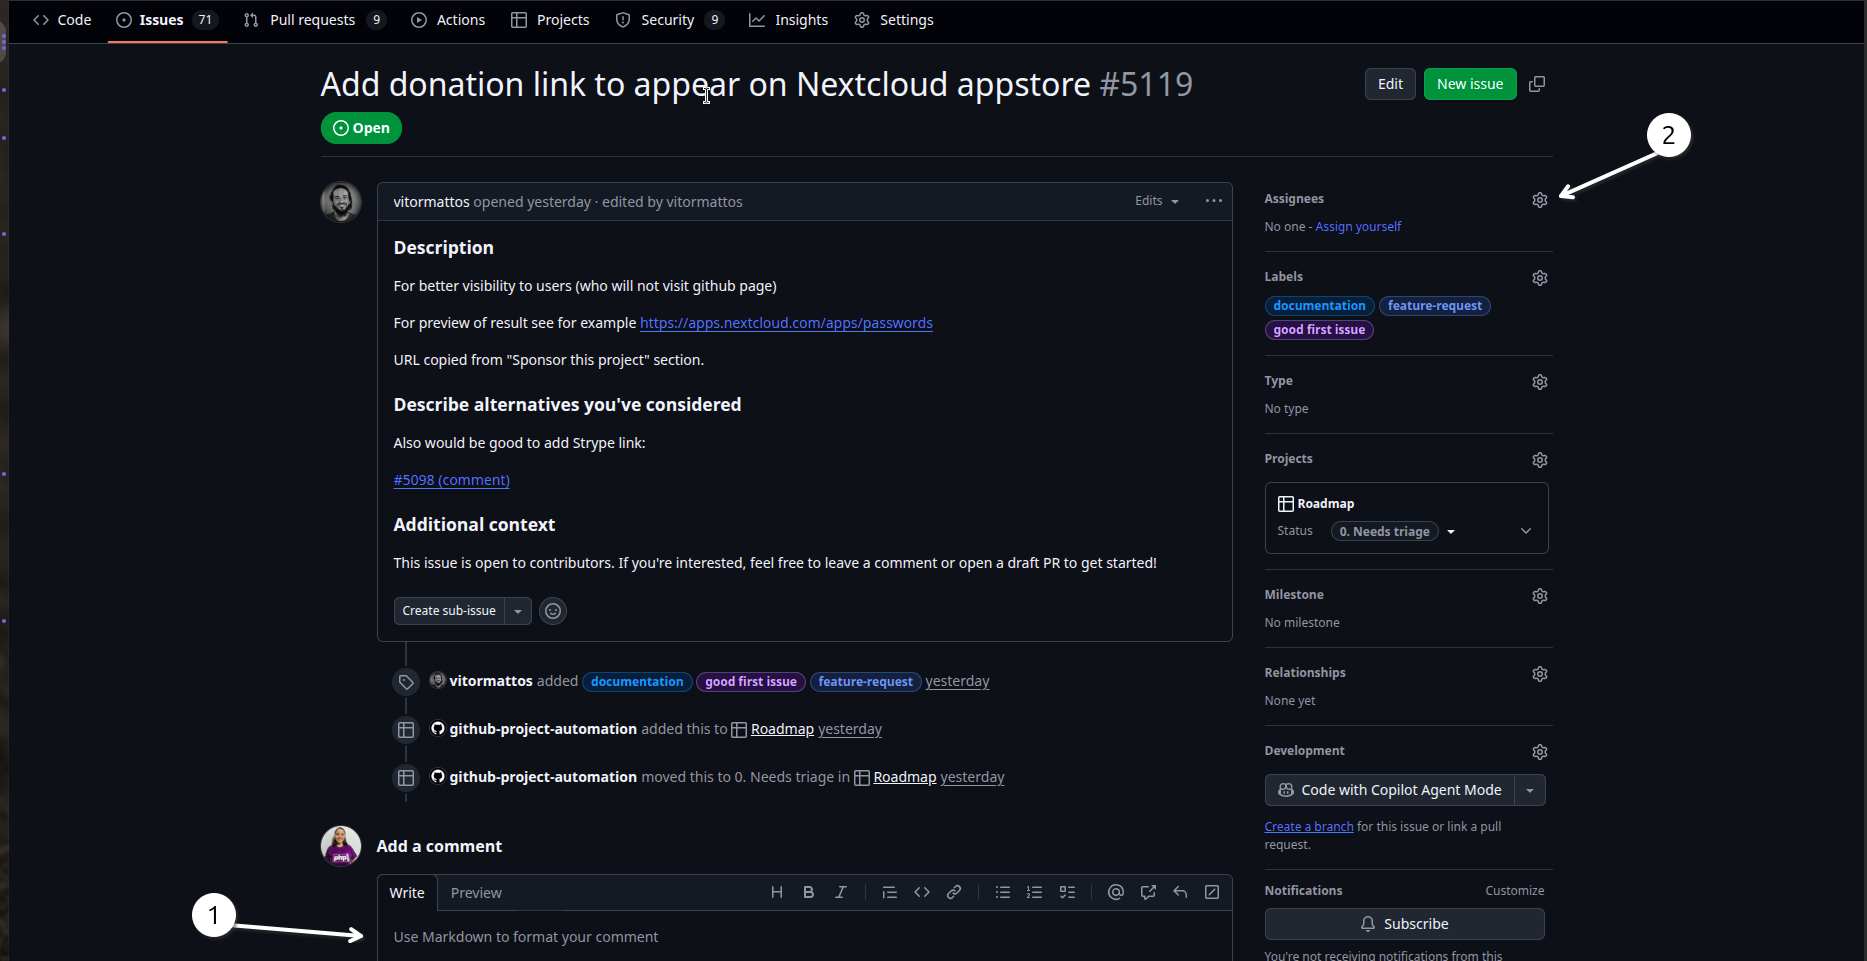 Code Issues 71 Pull requests 9 Actions Projects Security 9 Insights Settings
Add donation link to appear on Nextcloud appstore #5119
Edit New issue
Open
2
vitormattos opened yesterday · edited by vitormattos Edits
Description
For better visibility to users (who will not visit github page)
For preview of result see for example https://apps.nextcloud.com/apps/passwords
URL copied from "Sponsor this project" section.
Describe alternatives you've considered
Also would be good to add Strype link:
#5098 (comment)
Additional context
This issue is open to contributors. If you're interested, feel free to leave a comment or open a draft PR to get started!
Create sub-issue
vitormattos added documentation good first issue feature-request yesterday
github-project-automation added this to Roadmap yesterday
github-project-automation moved this to 0. Needs triage in Roadmap yesterday
php
Add a comment
Write Preview H B I
1
Use Markdown to format your comment
Assignees
No one - Assign yourself
Labels
documentation feature-request
good first issue
Type
No type
Projects
Roadmap
Status 0. Needs triage
Milestone
No milestone
Relationships
None yet
Development
Code with Copilot Agent Mode
Create a branch for this issue or link a pull
request.
Notifications Customize
Subscribe
You're not receiving notifications from this